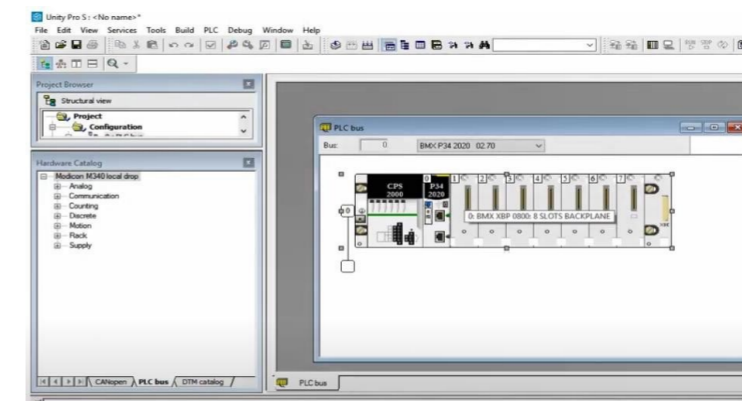 Unity Pro S : <No name>*
File Edit View Services Tools Build PLC Debug Window Help
Project Browser
Structural view
Project
Configuration
Hardware Catalog
Modicon M340 local drop
Analog
Communication
Counting
Discrete
Motion
Rack
Supply
CANopen PLC bus DTM catalog
PLC bus
Bus: 0 BMX P34 2020 02.70
CPS
2000
0
P34
2020
1 2 3 4 5 6 7
0
0: BMX XBP 0800: 8 SLOTS BACKPLANE
PLC bus